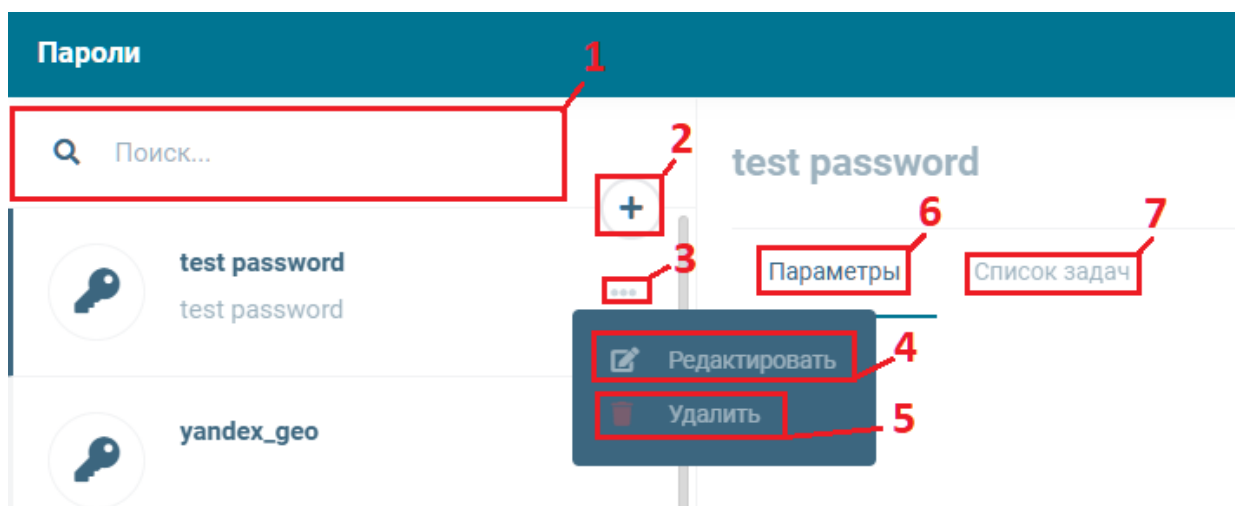 Пароли
1
Поиск...
2
test password
6
7
test password
3
Параметры
Список задач
test password
Редактировать
4
Удалить
5
yandex_geo